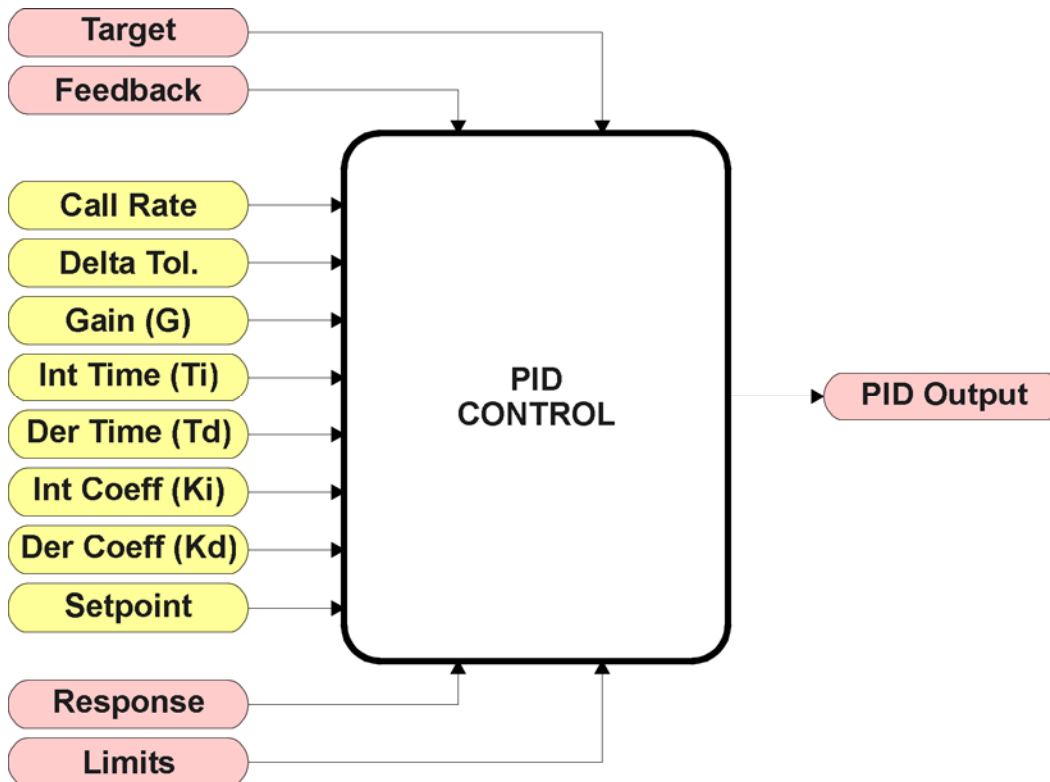 Target
Feedback
Call Rate
Delta Tol.
Gain (G)
Int Time (Ti)
Der Time (Td)
Int Coeff (Ki)
Der Coeff (Kd)
Setpoint
Response
Limits
PID
CONTROL
PID Output